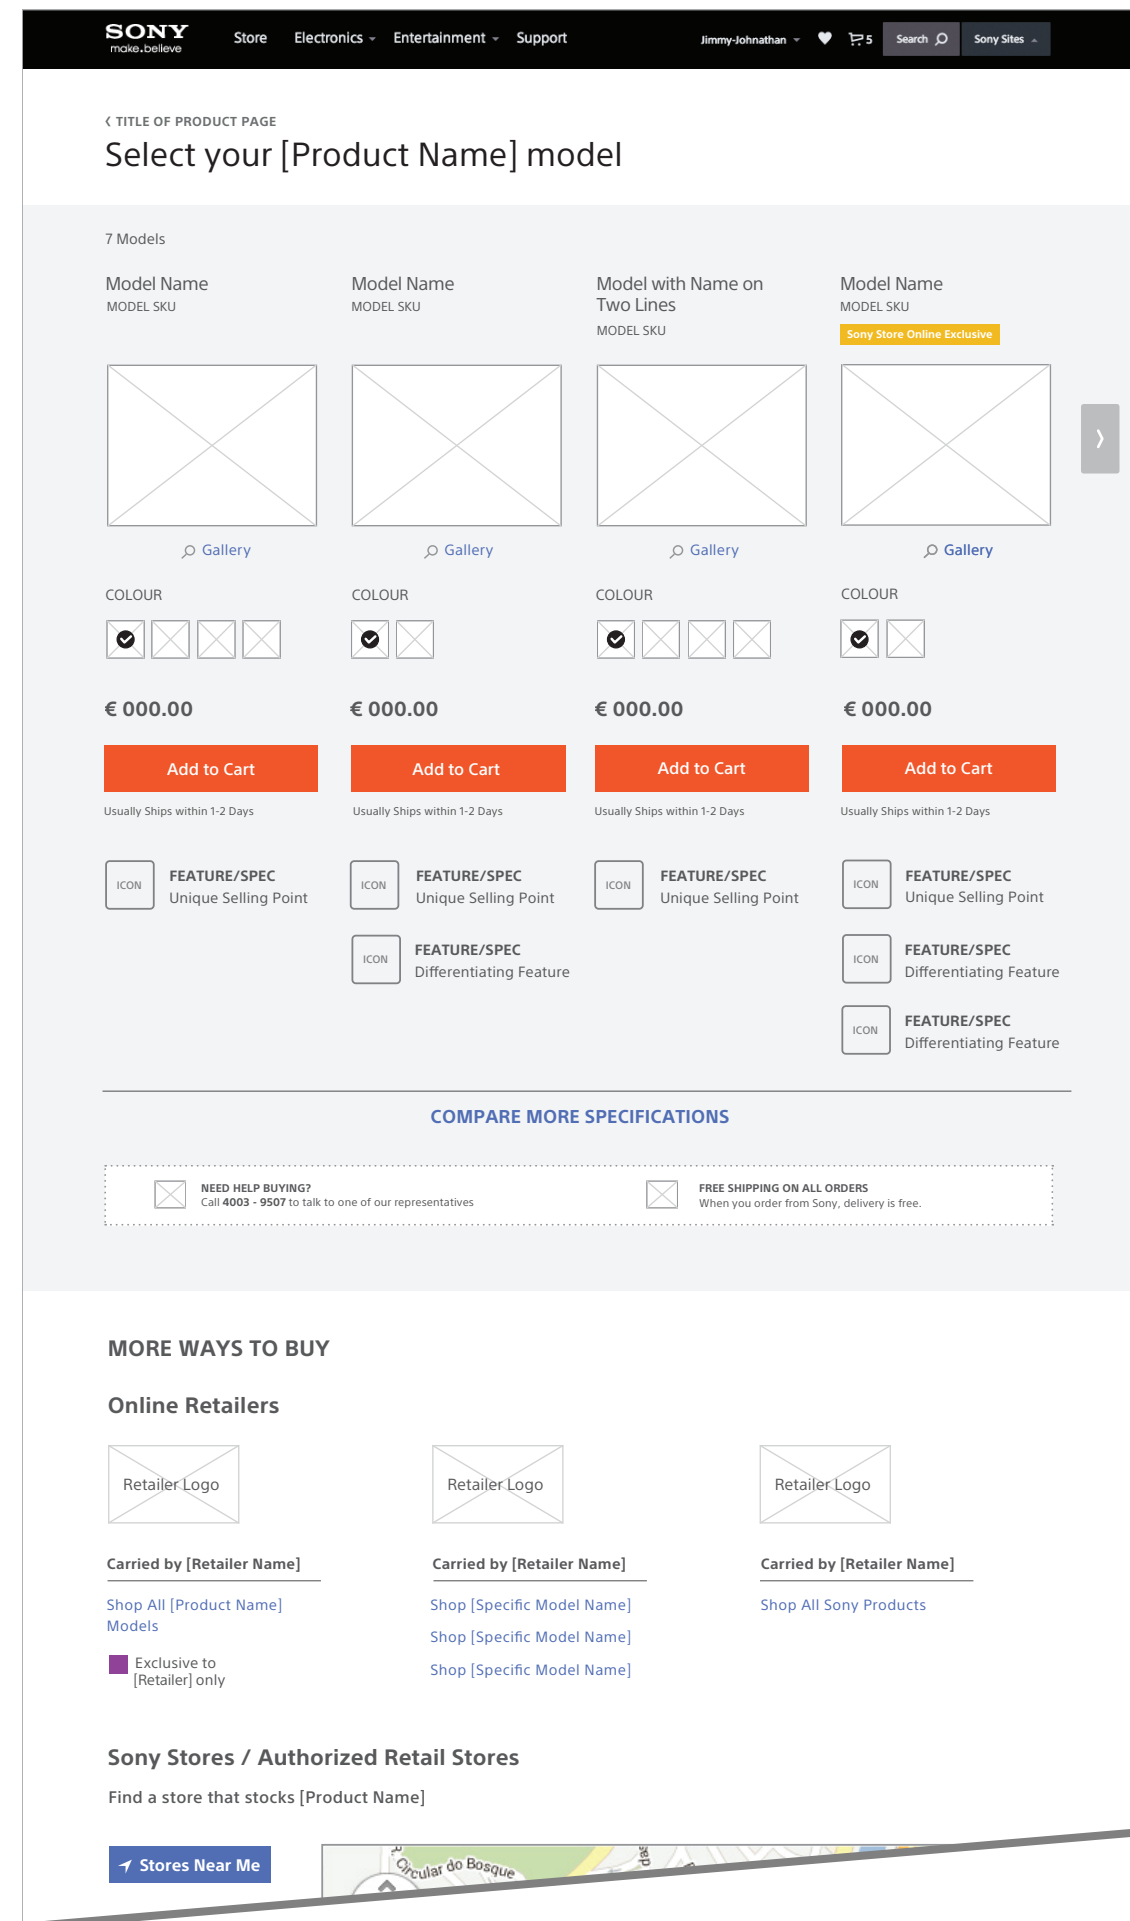 SONY
make.believe
Store Electronics Entertainment Support
Jimmy-Johnathan 5 Search Sony Sites
TITLE OF PRODUCT PAGE
Select your [Product Name] model
7 Models
Model Name
MODEL SKU
Model Name
MODEL SKU
Model with Name on
Two Lines
MODEL SKU
Model Name
MODEL SKU
Sony Store Online Exclusive
Gallery Gallery Gallery Gallery
COLOUR COLOUR COLOUR COLOUR
€ 000.00 € 000.00 € 000.00 € 000.00
Add to Cart Add to Cart Add to Cart Add to Cart
Usually Ships within 1-2 Days Usually Ships within 1-2 Days Usually Ships within 1-2 Days Usually Ships within 1-2 Days
ICON
FEATURE/SPEC
Unique Selling Point
ICON
FEATURE/SPEC
Unique Selling Point
ICON
FEATURE/SPEC
Unique Selling Point
ICON
FEATURE/SPEC
Unique Selling Point
ICON
FEATURE/SPEC
Differentiating Feature
ICON
FEATURE/SPEC
Differentiating Feature
ICON
FEATURE/SPEC
Differentiating Feature
COMPARE MORE SPECIFICATIONS
NEED HELP BUYING?
Call 4003 - 9507 to talk to one of our representatives
FREE SHIPPING ON ALL ORDERS
When you order from Sony, delivery is free.
MORE WAYS TO BUY
Online Retailers
Retailer Logo Retailer Logo Retailer Logo
Carried by [Retailer Name]
Shop All [Product Name]
Models
Exclusive to
[Retailer] only
Carried by [Retailer Name]
Shop [Specific Model Name]
Shop [Specific Model Name]
Shop [Specific Model Name]
Carried by [Retailer Name]
Shop All Sony Products
Sony Stores / Authorized Retail Stores
Find a store that stocks [Product Name]
Stores Near Me
Circular do Bosque
das